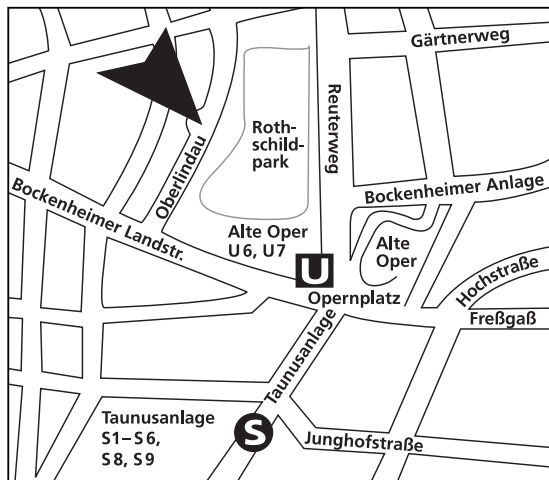 Gärtnerweg
Reuterweg
Roth-
schild-
park
Oberlindau
Bockenheimer Landstr.
Bockenheimer Anlage
Alte Oper
U6, U7
U
Alte
Oper
Opernplatz
Hochstraße
Freßgaß
Taunusanlage
Taunusanlage
S1–S6,
S8, S9
S
Junghofstraße